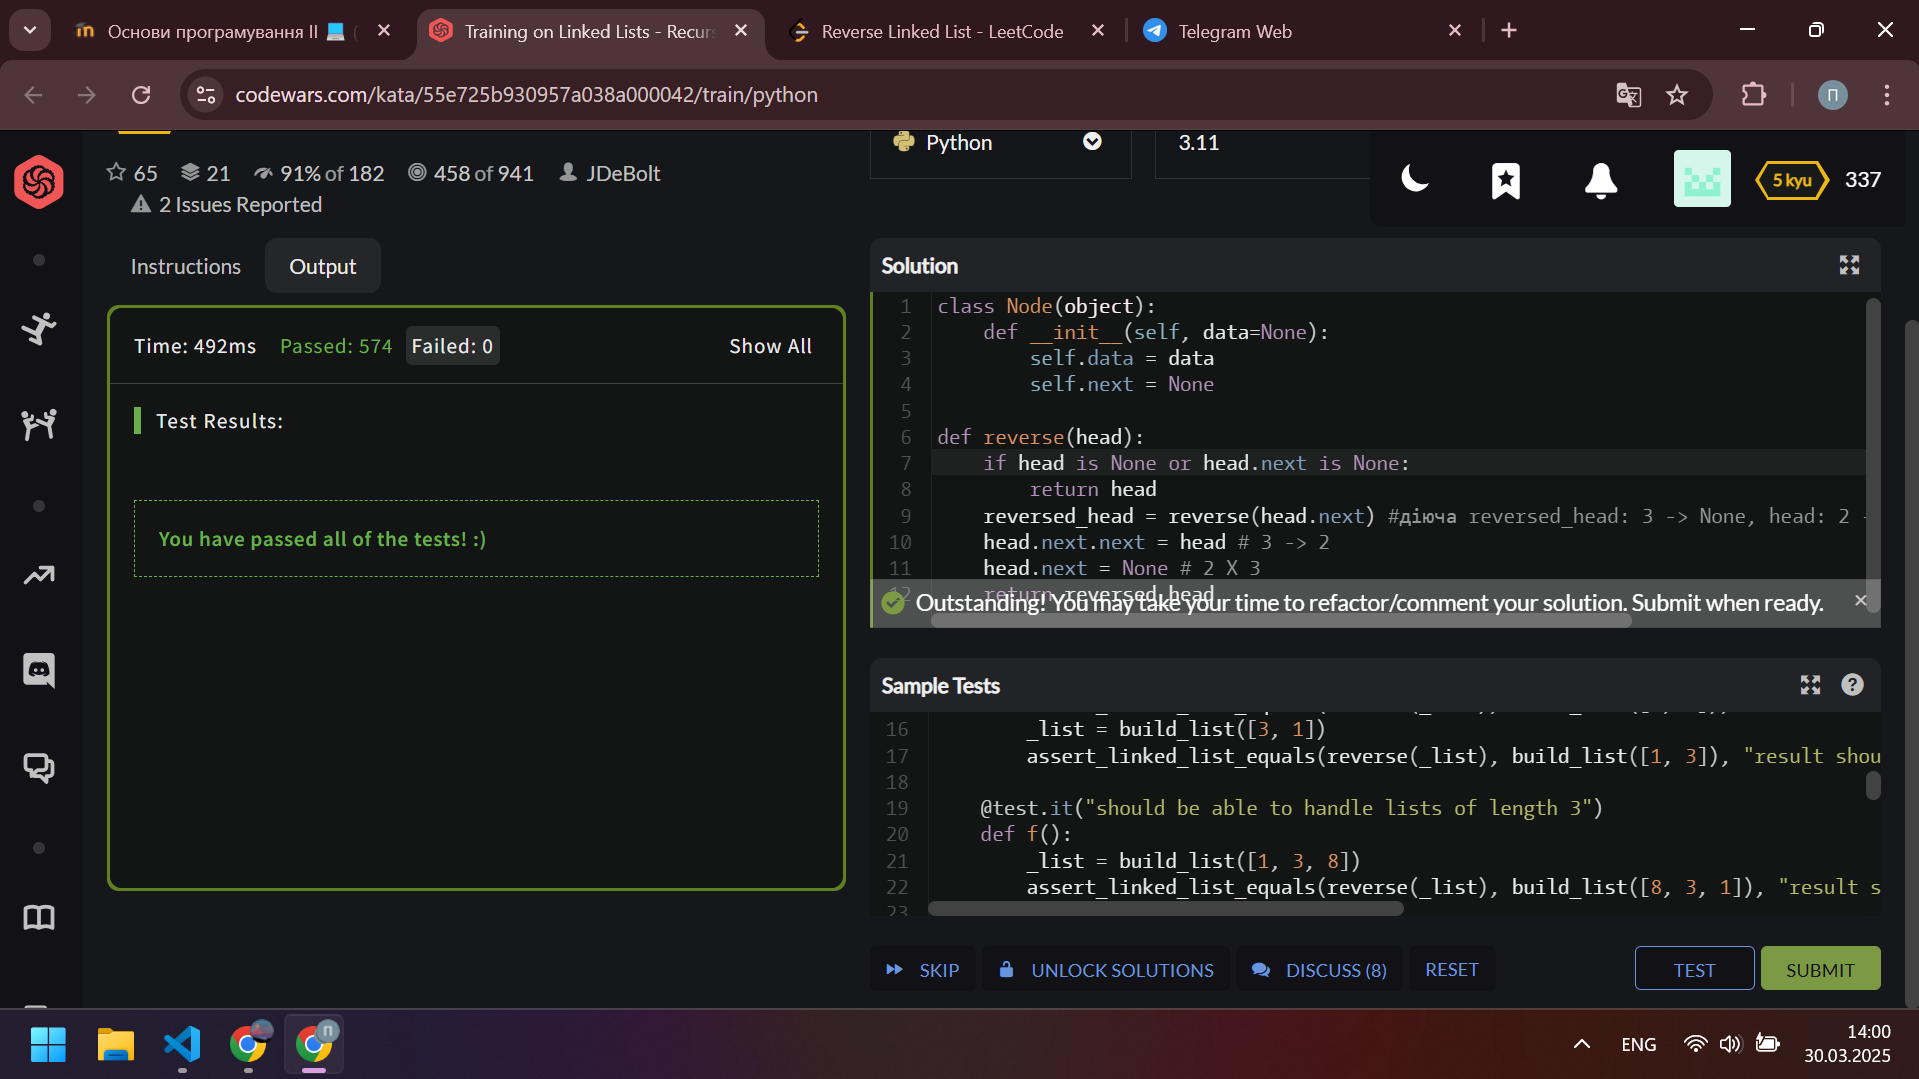 Основи програмування II 💻 (
Training on Linked Lists - Recurs
Reverse Linked List - LeetCode
Telegram Web
codewars.com/kata/55e725b930957a038a000042/train/python
П
65 21 91% of 182 458 of 941 JDeBolt
2 Issues Reported
Python
3.11
5 kyu 337
Instructions
Output
Time: 492ms Passed: 574 Failed: 0 Show All
Test Results:
You have passed all of the tests! :)
Solution
1 class Node(object):
2 def __init__(self, data=None):
3 self.data = data
4 self.next = None
5
6 def reverse(head):
7 if head is None or head.next is None:
8 return head
9 reversed_head = reverse(head.next) #діюча reversed_head: 3 -> None, head: 2 -
10 head.next.next = head # 3 -> 2
11 head.next = None # 2 X 3
12 return reversed_head
Outstanding! You may take your time to refactor/comment your solution. Submit when ready.
Sample Tests
16 _list = build_list([3, 1])
17 assert_linked_list_equals(reverse(_list), build_list([1, 3]), "result shou
18
19 @test.it("should be able to handle lists of length 3")
20 def f():
21 _list = build_list([1, 3, 8])
22 assert_linked_list_equals(reverse(_list), build_list([8, 3, 1]), "result s
23
SKIP
UNLOCK SOLUTIONS
DISCUSS (8)
RESET
TEST
SUBMIT
П
ENG
14:00
30.03.2025